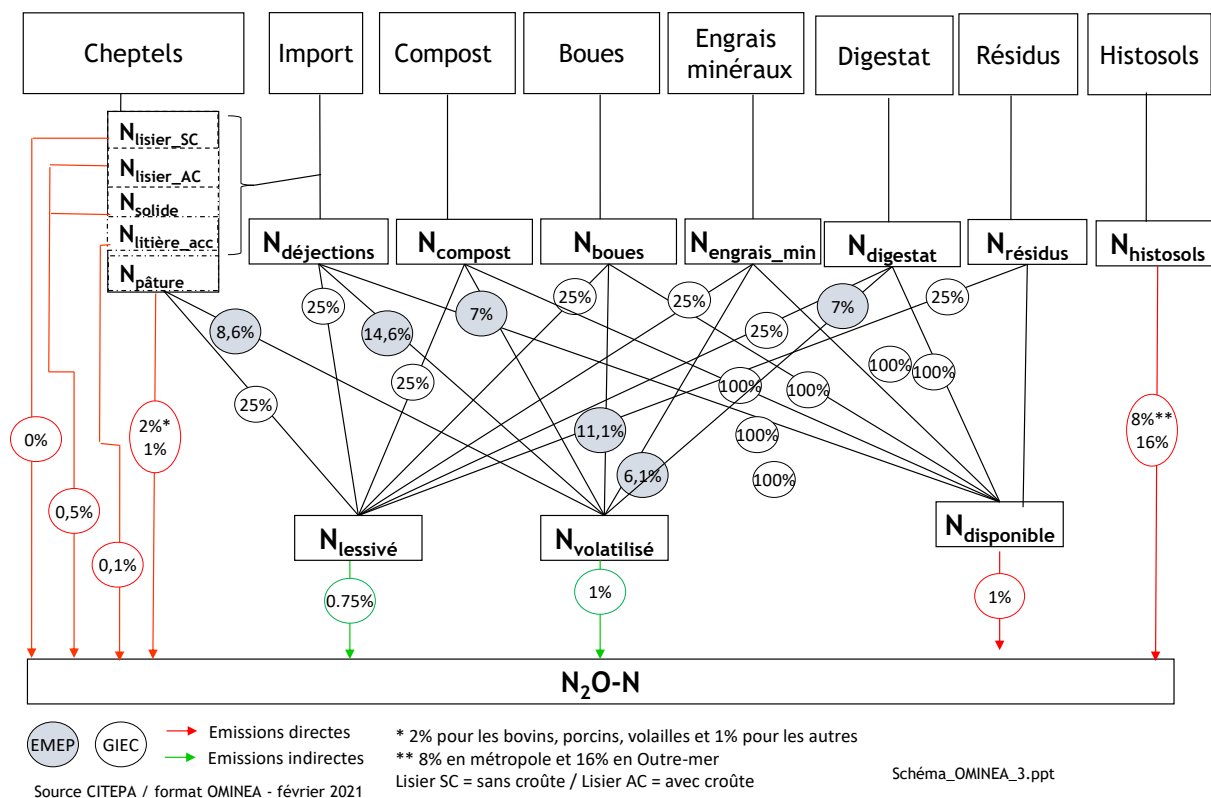 Cheptels
Import
Compost
Boues
Engrais
minéraux
Digestat
Résidus
Histosols
Nlisier_SC
Nlisier_AC
Nsolide
Nlitière_acc
Npâture
Ndéjections
Ncompost
Nboues
Nengrais_min
Ndigestat
Nrésidus
Nhistosols
8,6%
25%
14,6%
7%
25%
25%
7%
25%
25%
25%
25%
100%
100%
100%
100%
100%
100%
11,1%
6,1%
0%
2%*
1%
8%**
16%
0,5%
0,1%
Nlessivé
Nvolatilisé
Ndisponible
0.75%
1%
1%
N₂O-N
EMEP
GIEC
Emissions directes
Emissions indirectes
* 2% pour les bovins, porcins, volailles et 1% pour les autres
** 8% en métropole et 16% en Outre-mer
Lisier SC = sans croûte / Lisier AC = avec croûte
Schéma_OMINEA_3.ppt
Source CITEPA / format OMINEA - février 2021